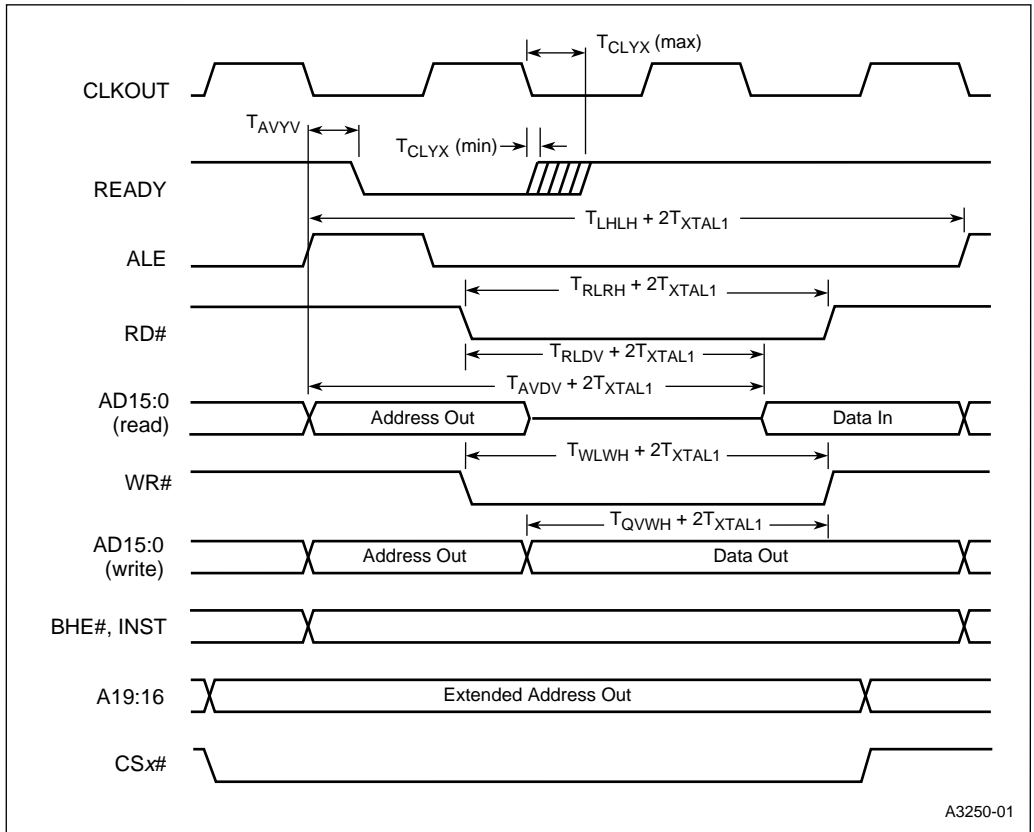 T_CLYX (max)
CLKOUT
T_AVYV
T_CLYX (min)
READY
T_LHLH + 2T_XTAL1
ALE
T_RLRH + 2T_XTAL1
RD#
T_RLDV + 2T_XTAL1
T_AVDV + 2T_XTAL1
AD15:0
(read)
Address Out
Data In
T_WLWH + 2T_XTAL1
WR#
T_QVWH + 2T_XTAL1
AD15:0
(write)
Address Out
Data Out
BHE#, INST
A19:16
Extended Address Out
CSx#
A3250-01